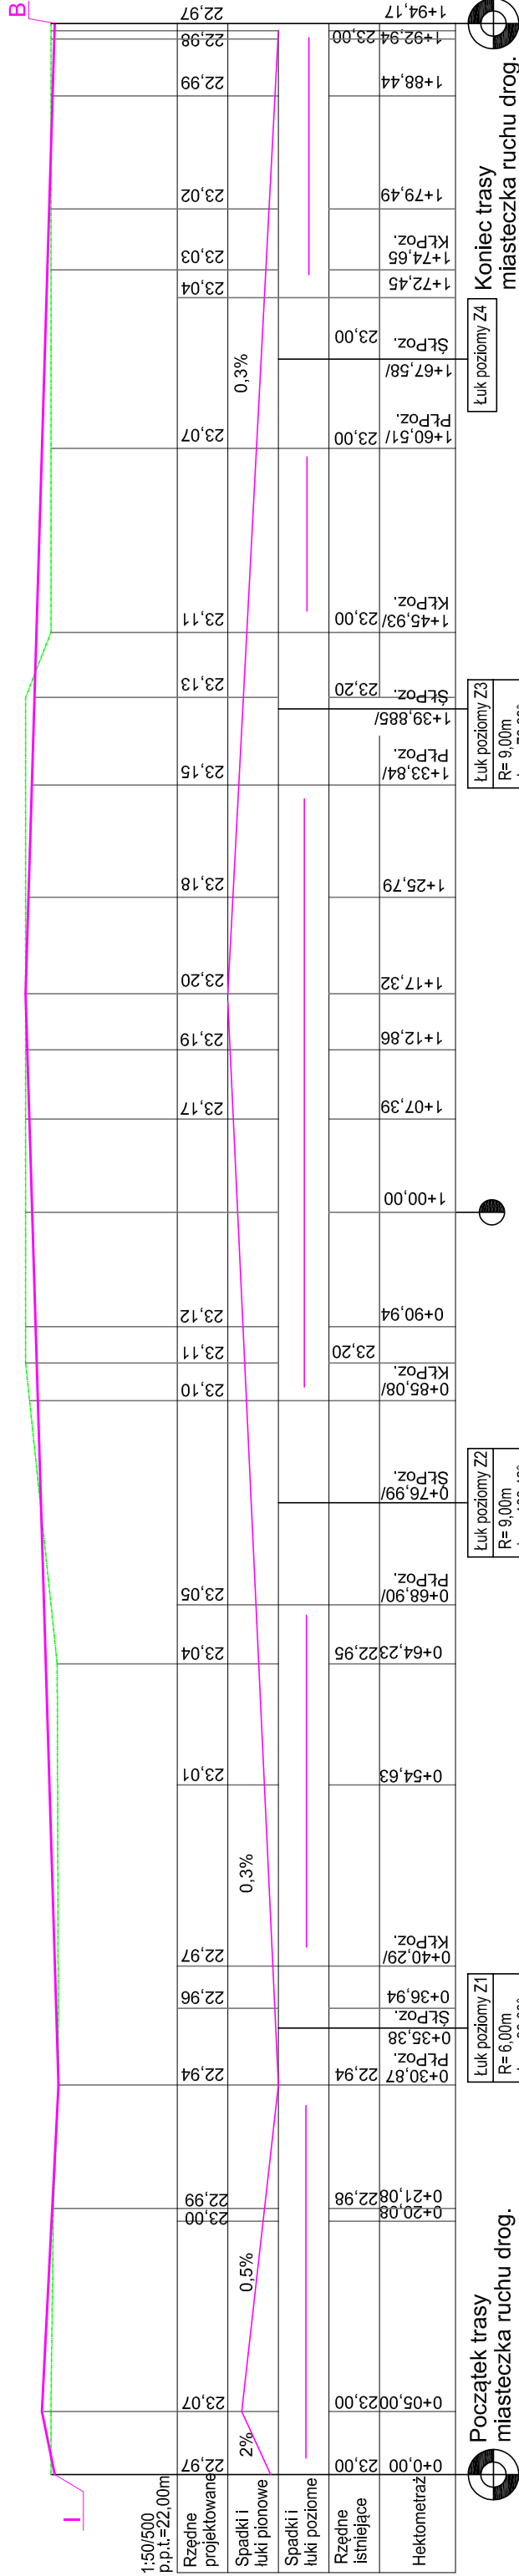 I
B
1:50/500
p.p.t.=22,00m
Rzędne
projektowane
22,97
23,07
23,00
22,99
22,94
22,96
22,97
23,01
23,04
23,05
23,10
23,11
23,12
23,17
23,19
23,20
23,18
23,15
23,13
23,11
23,07
23,04
23,03
23,02
22,99
22,98
22,97
Spadki i
łuki pionowe
2%
0,5%
0,3%
0,3%
Spadki i
łuki poziome
Rzędne
istniejące
23,00
23,00
22,98
22,94
22,95
23,20
23,20
23,00
23,00
23,00
23,00
Hektometraż
0+0,00
0+05,00
0+20,08
0+21,08
0+30,87
PŁPoz.
0+35,38
ŚŁPoz.
0+36,94
0+40,29/
KŁPoz.
0+54,63
0+64,23
0+68,90/
PŁPoz.
0+76,99/
ŚŁPoz.
0+85,08/
KŁPoz.
0+90,94
1+00,00
1+07,39
1+12,86
1+17,32
1+25,79
1+33,84/
PŁPoz.
1+39,885/
ŚŁPoz.
1+45,93/
KŁPoz.
1+60,51/
PŁPoz.
1+67,58/
ŚŁPoz.
1+72,45
1+74,65
KŁPoz.
1+79,49
1+88,44
1+92,94
1+94,17
Początek trasy
miasteczka ruchu drog.
Łuk poziomy Z1
R= 6,00m
Łuk poziomy Z2
R= 9,00m
Łuk poziomy Z3
R= 9,00m
Łuk poziomy Z4
Koniec trasy
miasteczka ruchu drog.